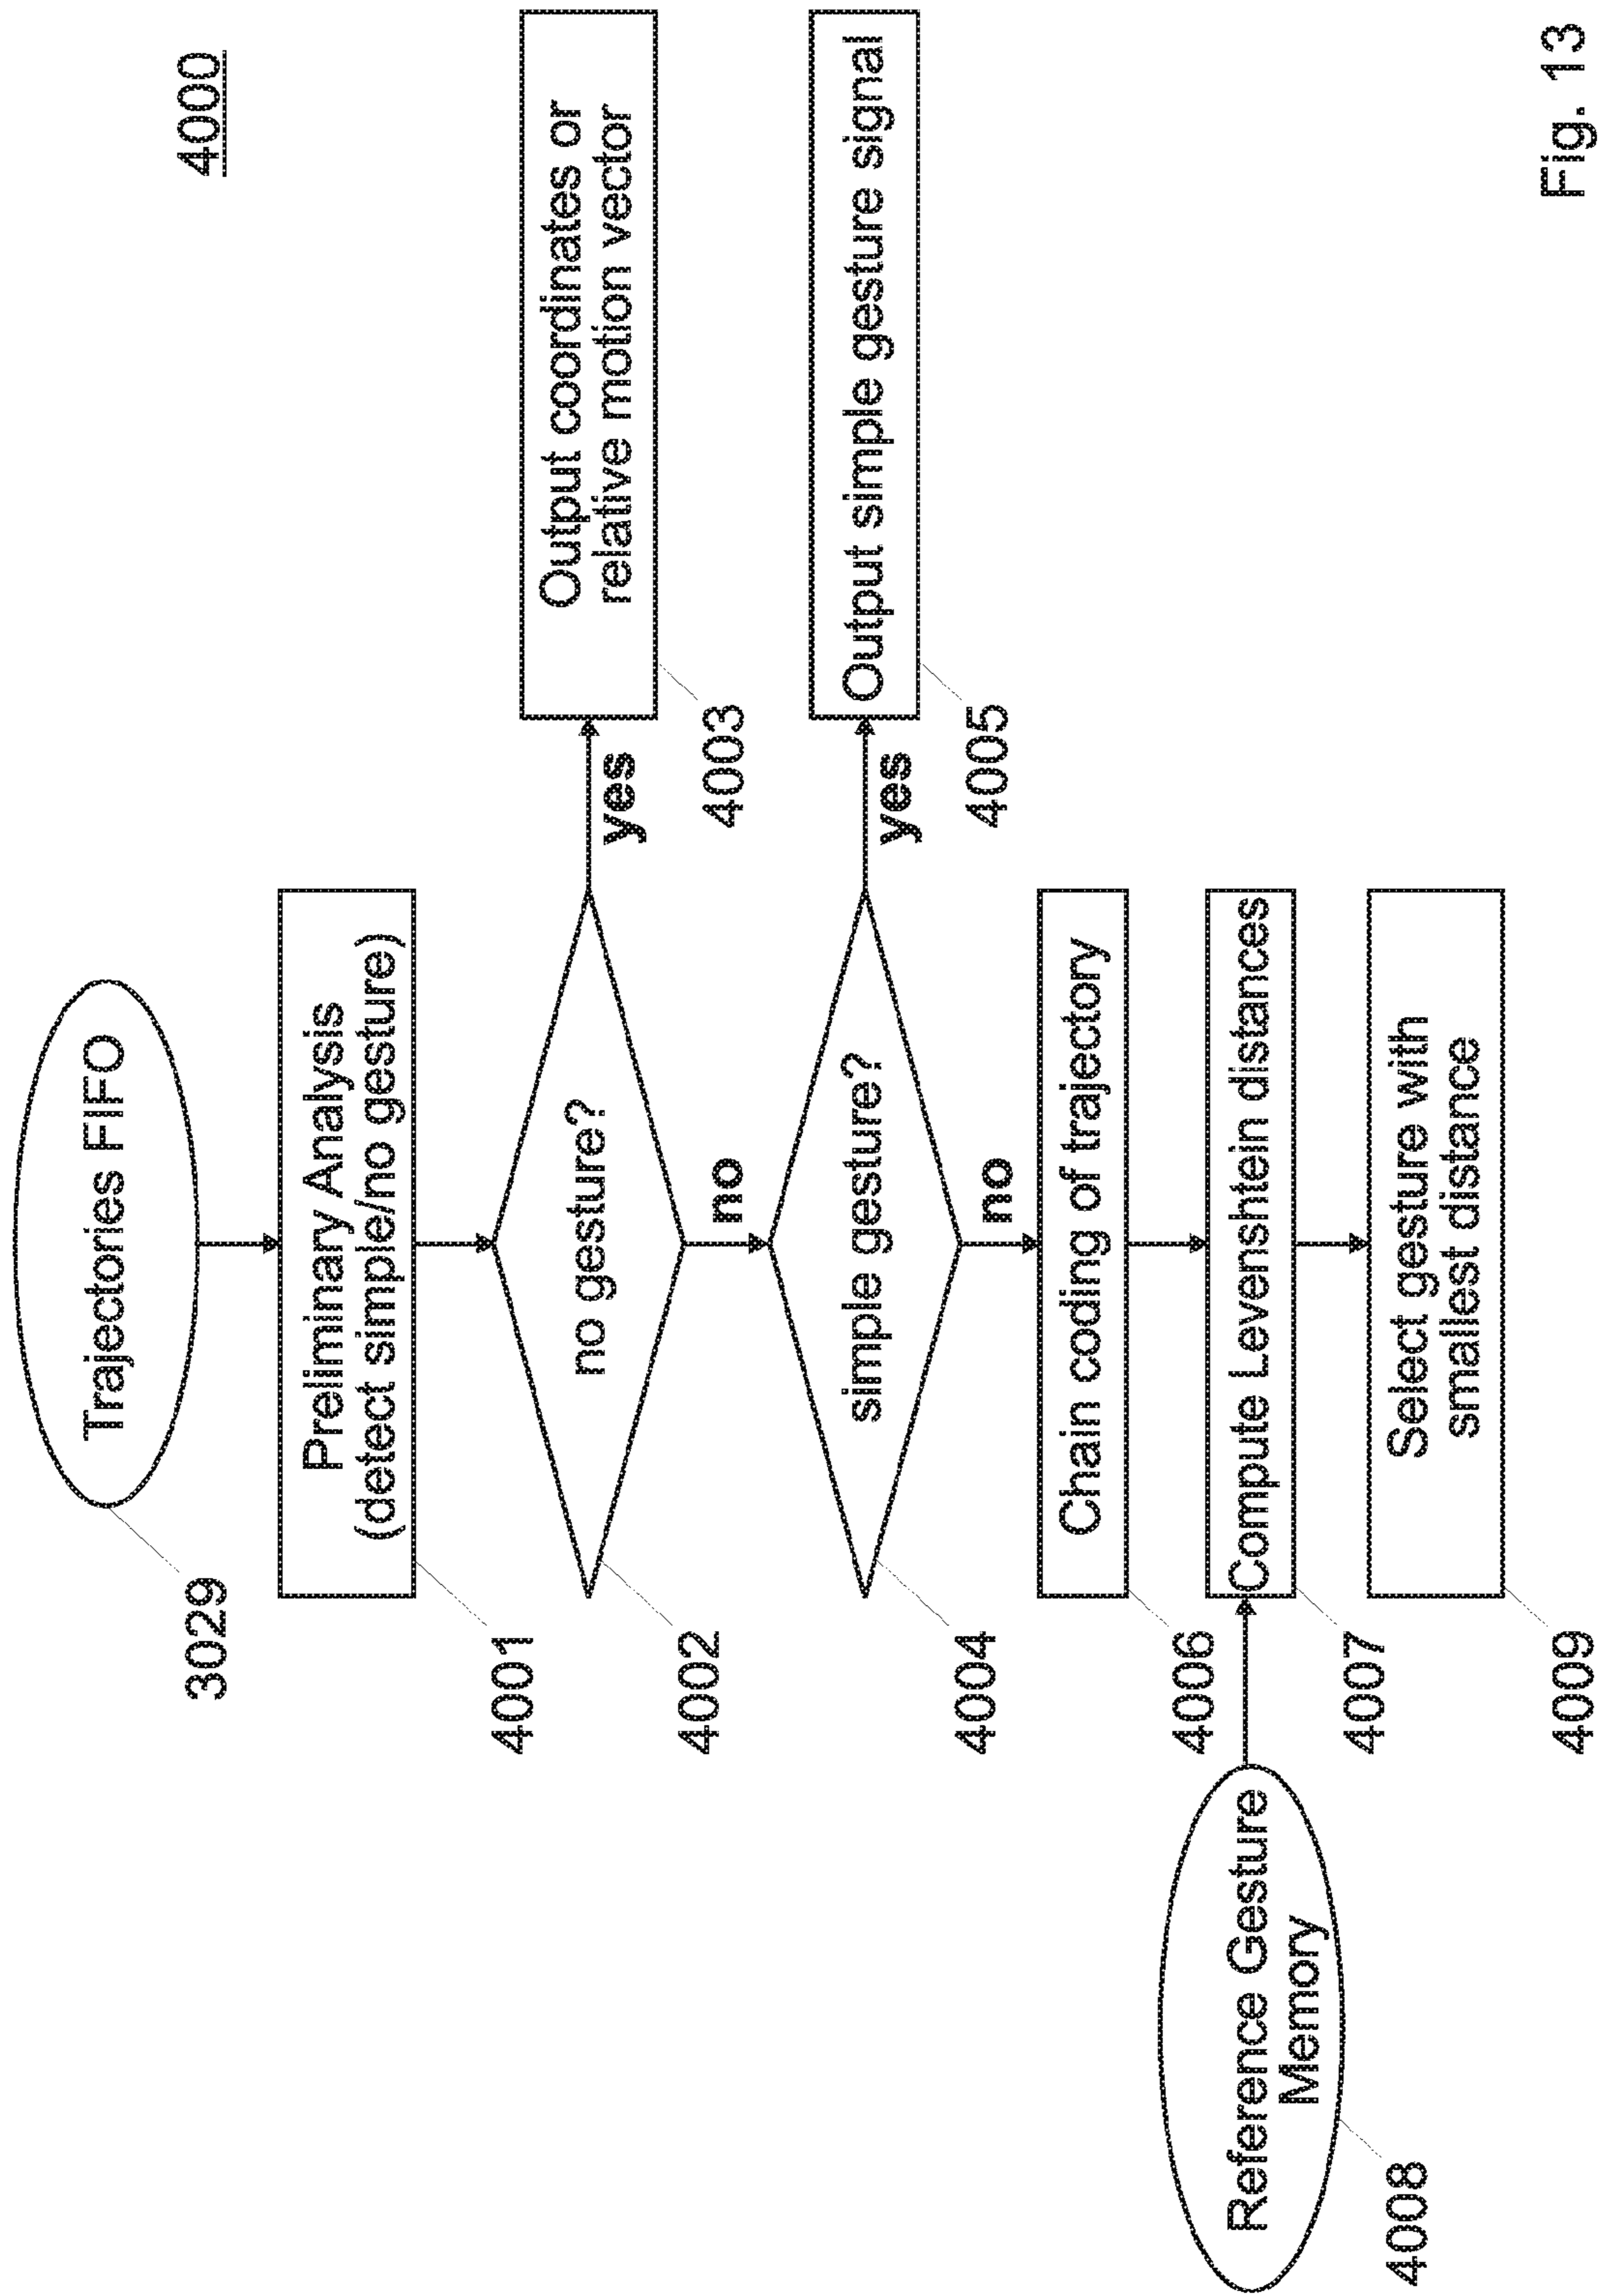 4000
Trajectories FIFO
3029
Preliminary Analysis
(detect simple/no gesture)
4001
no gesture?
4002
yes
Output coordinates or
relative motion vector
4003
no
simple gesture?
4004
yes
Output simple gesture signal
4005
no
Chain coding of trajectory
4006
Reference Gesture
Memory
4008
Compute Levenshtein distances
4007
Select gesture with
smallest distance
4009
Fig. 13